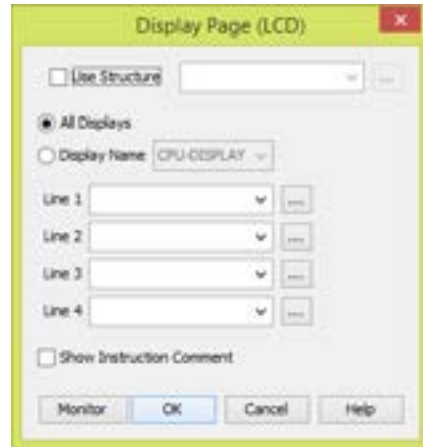 Display Page (LCD)
Use Structure
...
All Displays
Display Name CPU-DISPLAY
Line 1 ...
Line 2 ...
Line 3 ...
Line 4 ...
Show Instruction Comment
Monitor OK Cancel Help